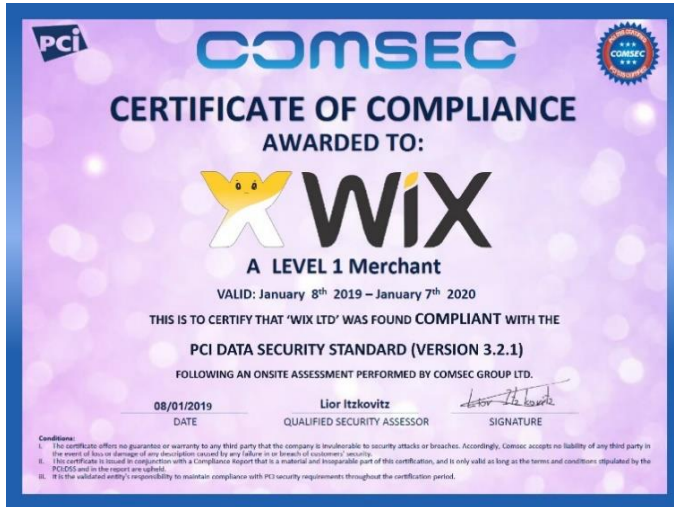 PCi
COMSEC
COMSEC
CERTIFICATE OF COMPLIANCE
AWARDED TO:
WiX
A LEVEL 1 Merchant
VALID: January 8th 2019 – January 7th 2020
THIS IS TO CERTIFY THAT 'WIX LTD' WAS FOUND COMPLIANT WITH THE
PCI DATA SECURITY STANDARD (VERSION 3.2.1)
FOLLOWING AN ONSITE ASSESSMENT PERFORMED BY COMSEC GROUP LTD.
08/01/2019 Lior Itzkovitz Lior Itzkovitz
DATE QUALIFIED SECURITY ASSESSOR SIGNATURE
Conditions:
I. The certificate offers no guarantee or warranty to any third party that the company is invulnerable to security attacks or breaches. Accordingly, Comsec accepts no liability of any third party in
the event of loss or damage of any description caused by any failure in or breach of customers' security.
II. This certificate is issued in conjunction with a Compliance Report that is a material and inseparable part of this certification, and is only valid as long as the terms and conditions stipulated by the
PCI:DSS and in the report are upheld.
III. It is the validated entity's responsibility to maintain compliance with PCI security requirements throughout the certification period.